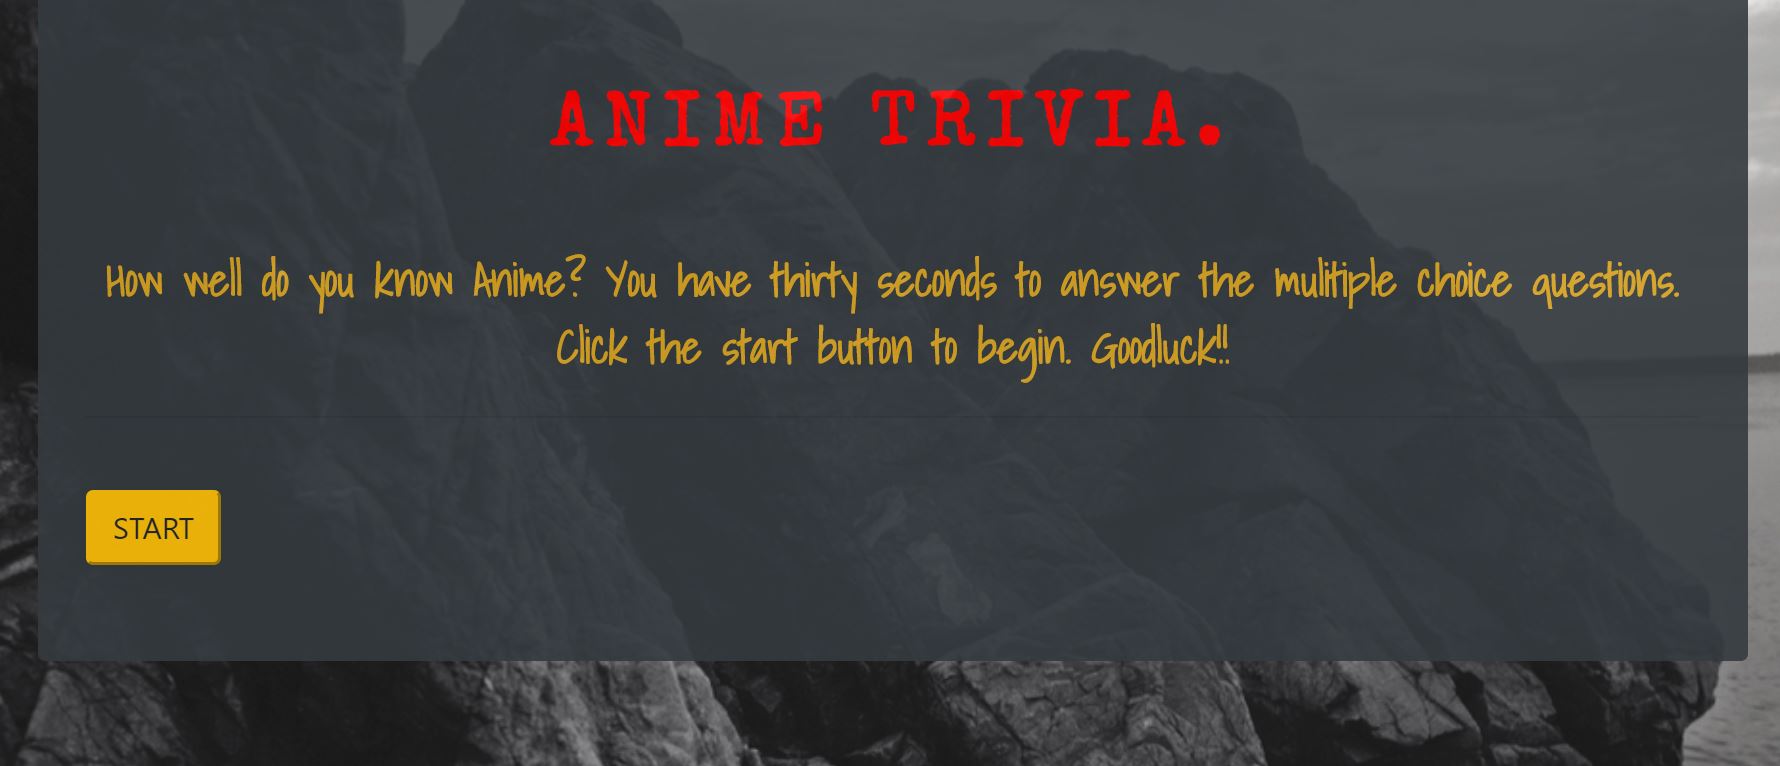 ANIME TRIVIA.
How well do you know Anime? You have thirty seconds to answer the mulitiple choice questions.
Click the start button to begin. Goodluck!!
START